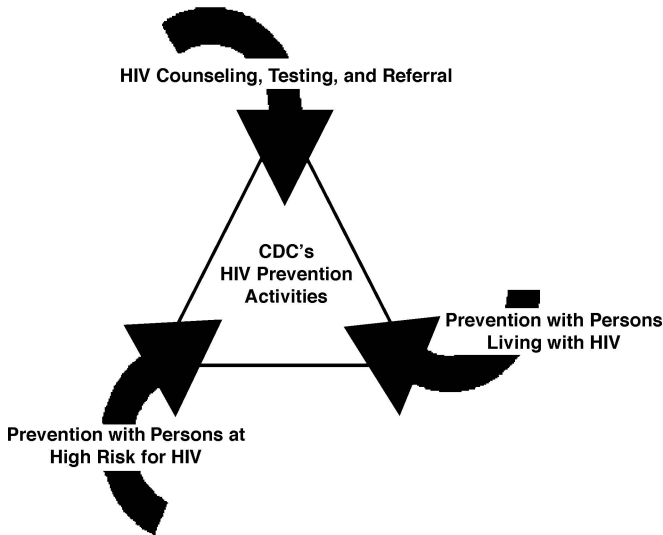 HIV Counseling, Testing, and Referral
CDC's
HIV Prevention
Activities
Prevention with Persons
Living with HIV
Prevention with Persons at
High Risk for HIV